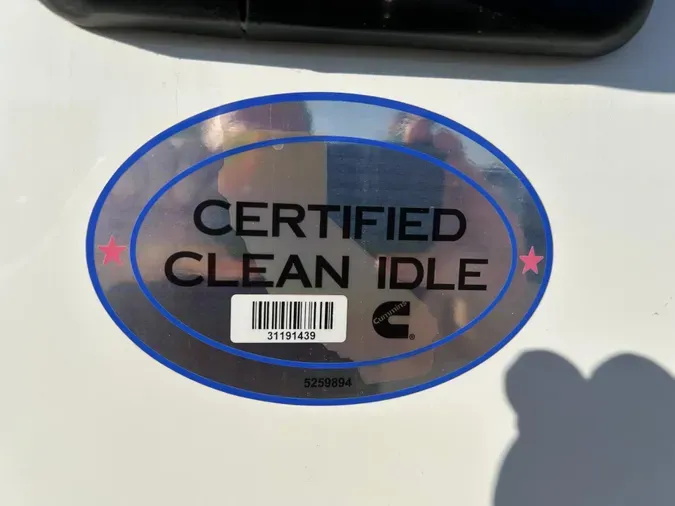 CERTIFIED
CLEAN IDLE
31191439
Cummins
5259894